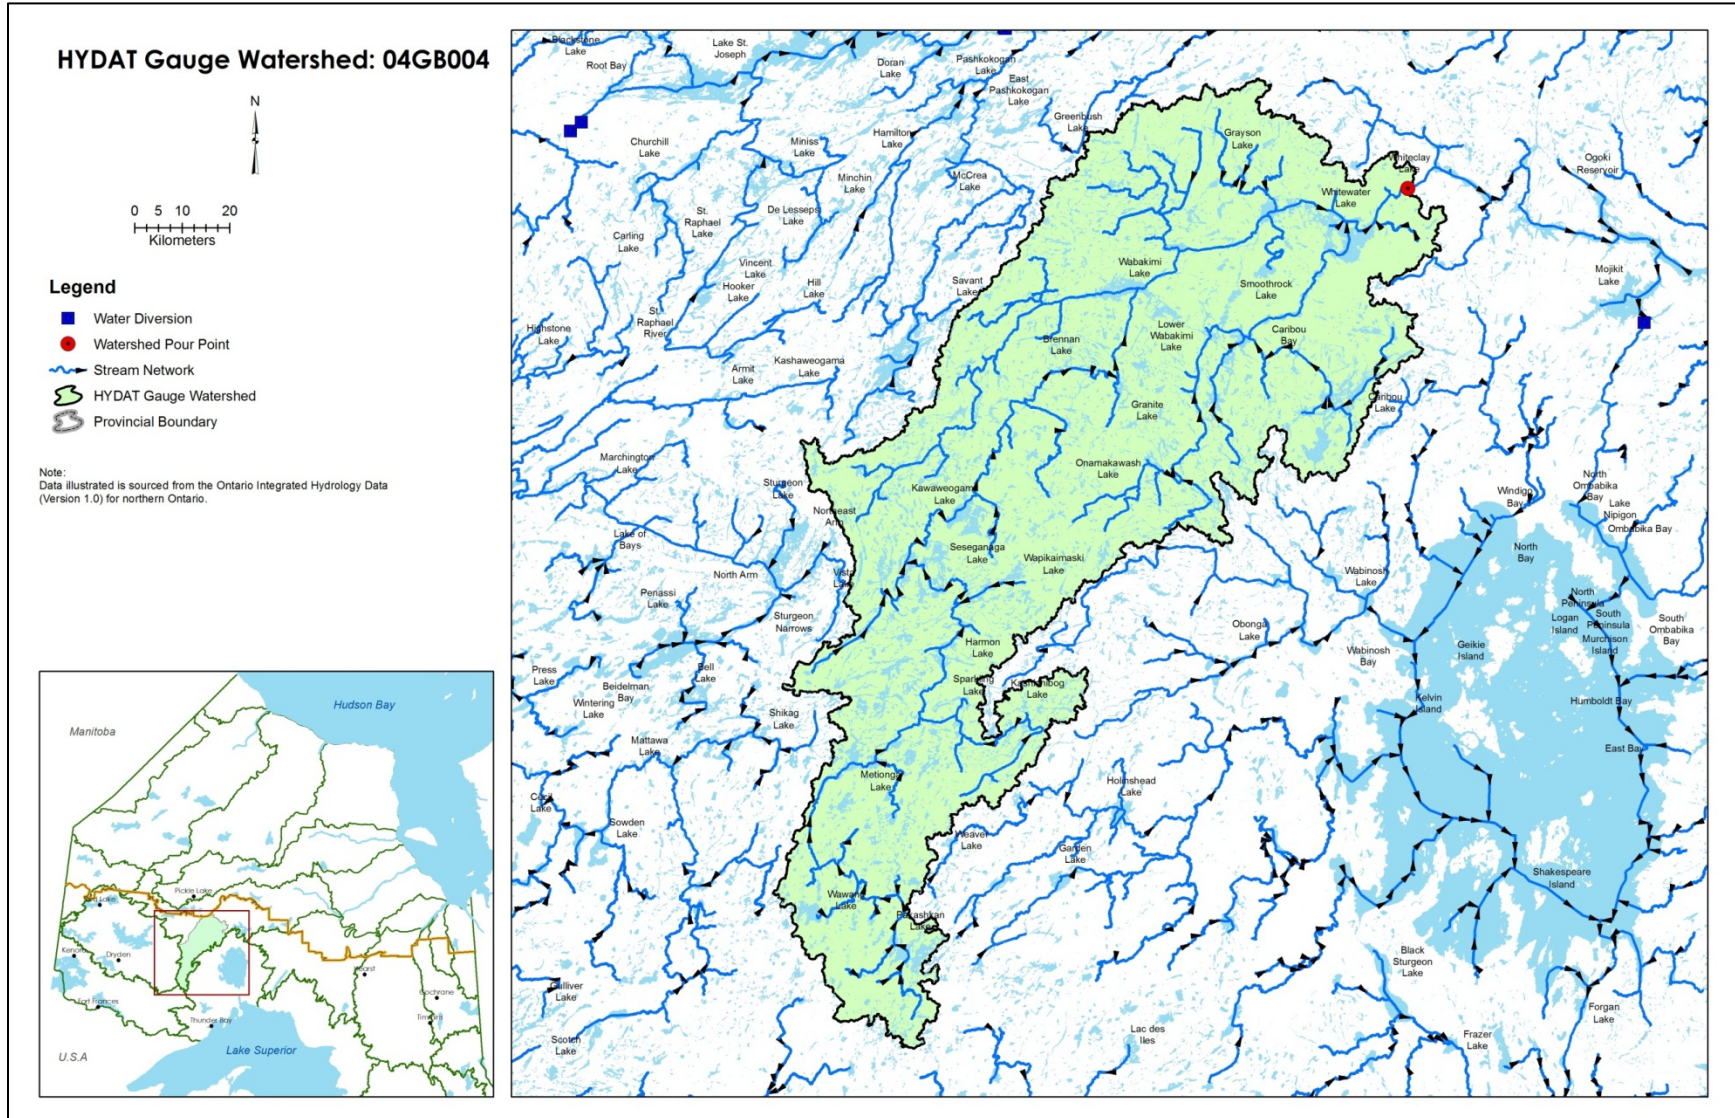 HYDAT Gauge Watershed: 04GB004
N
0 5 10 20
Kilometers
Legend
Water Diversion
Watershed Pour Point
Stream Network
HYDAT Gauge Watershed
Provincial Boundary
Note:
Data illustrated is sourced from the Ontario Integrated Hydrology Data
(Version 1.0) for northern Ontario.
Hudson Bay
Manitoba
Pickle Lake
Lake
Kenora
Dryden
Hearst
Cochrane
Fort Frances
Timmins
Thunder Bay
U.S.A
Lake Superior
Blackstone
Lake
Root Bay
Lake St.
Joseph
Doran
Lake
Pashkokogan
Lake
East
Pashkokogan
Lake
Greenbush
Lake
Grayson
Lake
Whiteclay
Lake
Ogoki
Reservoir
Churchill
Lake
Miniss
Lake
Hamilton
Lake
Minchin
Lake
McCrea
Lake
Whitewater
Lake
St.
Raphael
Lake
De Lesseps
Lake
Carling
Lake
Vincent
Lake
Hooker
Lake
Hill
Lake
Savant
Lake
Wabakimi
Lake
Smoothrock
Lake
Mojikit
Lake
St.
Raphael
River
Highstone
Lake
Kashaweogama
Lake
Armit
Lake
Brennan
Lake
Lower
Wabakimi
Lake
Caribou
Bay
Granite
Lake
Caribou
Lake
Marchington
Lake
Sturgeon
Lake
Northeast
Arm
Kawaweogama
Lake
Onamakawash
Lake
Windigo
Bay
North
Ombabika
Bay
Lake
Nipigon
Ombabika Bay
Lake of
Bays
North Arm
Vista
Lake
Seseganaga
Lake
Wapikaimaski
Lake
North
Bay
Wabinosh
Lake
Penassi
Lake
Sturgeon
Narrows
Harmon
Lake
Obonga
Lake
Wabinosh
Bay
Geikie
Island
North
Peninsula
Logan
Island
South
Peninsula
Murchison
Island
South
Ombabika
Bay
Press
Lake
Beidelman
Bay
Bell
Lake
Wintering
Lake
Shikag
Lake
Sparkling
Lake
Kashishibog
Lake
Kelvin
Island
Humboldt Bay
East Bay
Mattawa
Lake
Metionga
Lake
Holinshead
Lake
Cecil
Lake
Sowden
Lake
Weaver
Lake
Garden
Lake
Shakespeare
Island
Wawang
Lake
Pakashkan
Lake
Black
Sturgeon
Lake
Gulliver
Lake
Scotch
Lake
Lac des
Iles
Frazer
Lake
Forgan
Lake